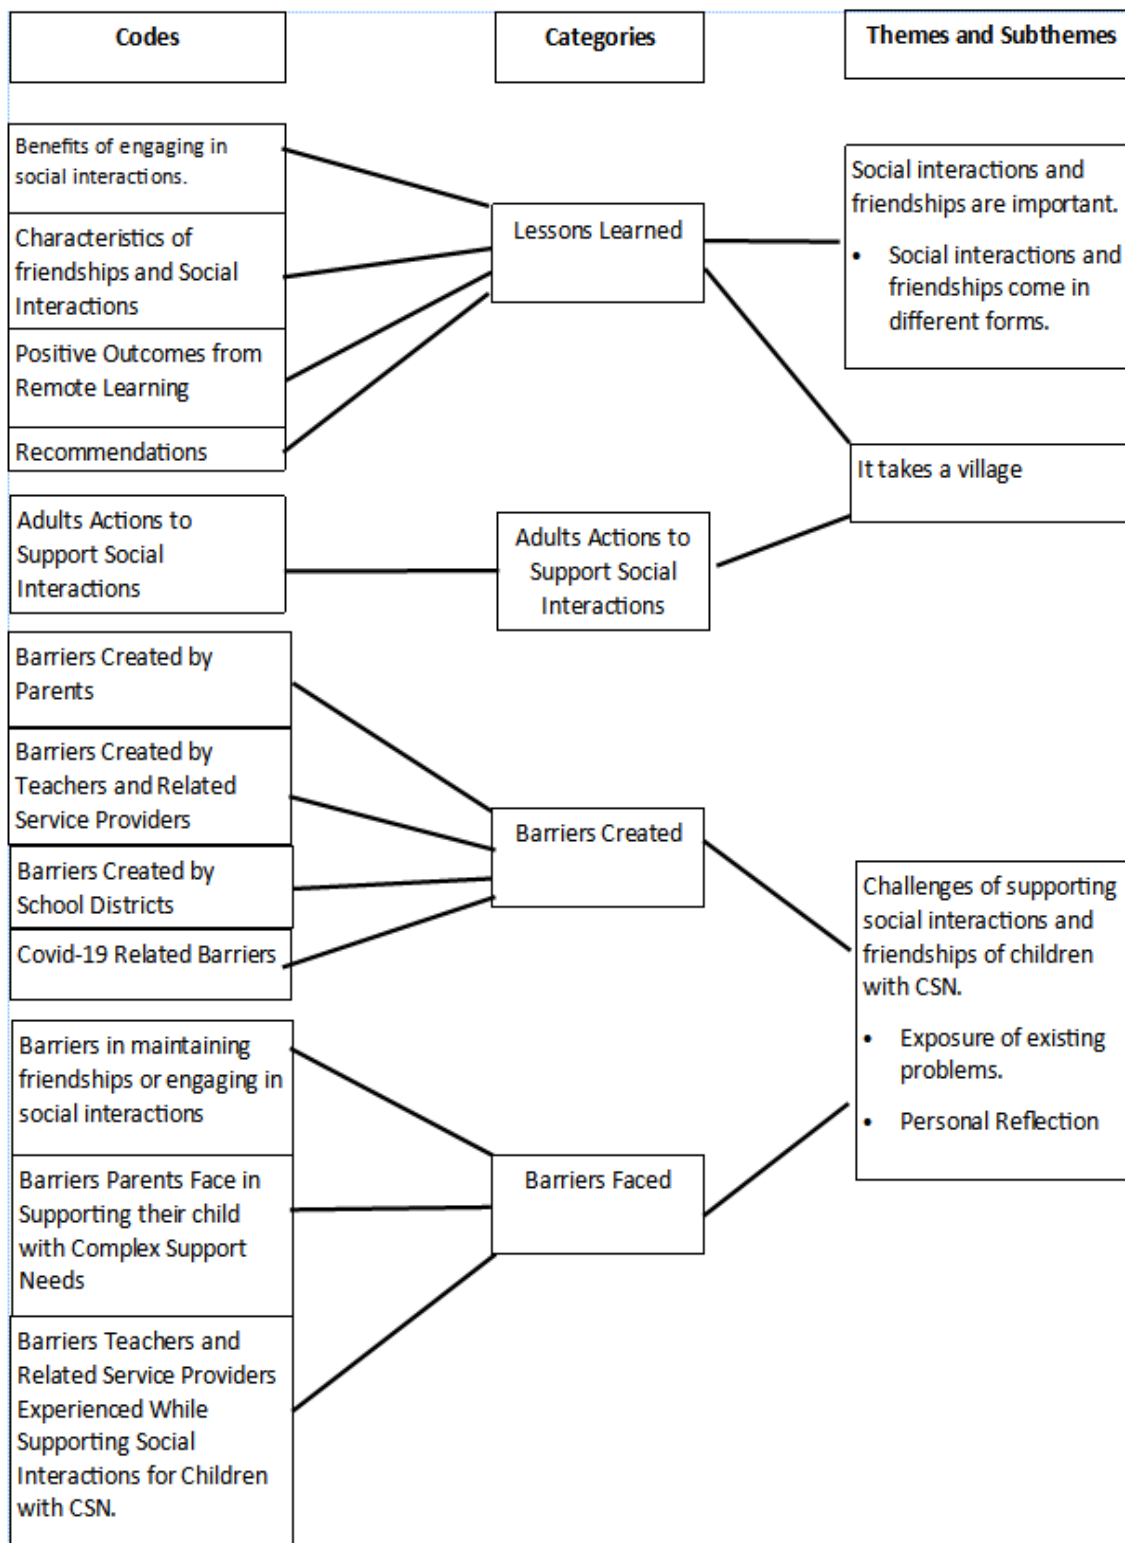 Codes
Categories
Themes and Subthemes
Benefits of engaging in
social interactions.
Characteristics of
friendships and Social
Interactions
Positive Outcomes from
Remote Learning
Recommendations
Lessons Learned
Social interactions and
friendships are important.
• Social interactions and
friendships come in
different forms.
It takes a village
Adults Actions to
Support Social
Interactions
Adults Actions to
Support Social
Interactions
Barriers Created by
Parents
Barriers Created by
Teachers and Related
Service Providers
Barriers Created by
School Districts
Covid-19 Related Barriers
Barriers Created
Challenges of supporting
social interactions and
friendships of children
with CSN.
• Exposure of existing
problems.
• Personal Reflection
Barriers in maintaining
friendships or engaging in
social interactions
Barriers Parents Face in
Supporting their child
with Complex Support
Needs
Barriers Teachers and
Related Service Providers
Experienced While
Supporting Social
Interactions for Children
with CSN.
Barriers Faced